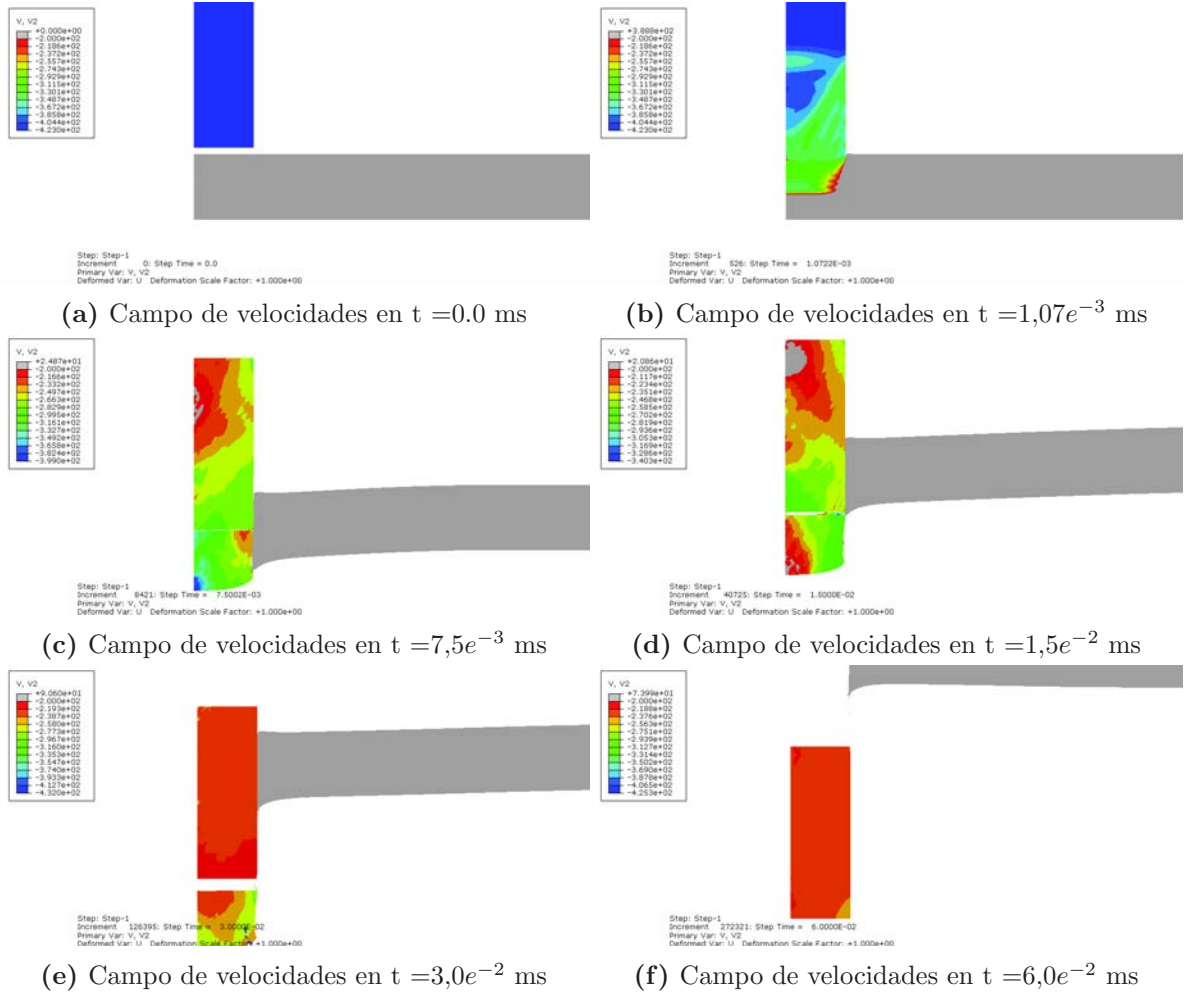 V, V2
+0.000e+00
-2.000e+02
-2.186e+02
-2.372e+02
-2.557e+02
-2.743e+02
-2.929e+02
-3.115e+02
-3.301e+02
-3.487e+02
-3.672e+02
-3.858e+02
-4.044e+02
-4.230e+02
Step: Step-1
Increment 0: Step Time = 0.0
Primary Var: V, V2
Deformed Var: U Deformation Scale Factor: +1.000e+00
(a) Campo de velocidades en t =0.0 ms
V, V2
+3.888e+02
-2.000e+02
-2.186e+02
-2.372e+02
-2.557e+02
-2.743e+02
-2.929e+02
-3.115e+02
-3.301e+02
-3.487e+02
-3.672e+02
-3.858e+02
-4.044e+02
-4.230e+02
Step: Step-1
Increment 526: Step Time = 1.0722E-03
Primary Var: V, V2
Deformed Var: U Deformation Scale Factor: +1.000e+00
(b) Campo de velocidades en t =1,07e−3 ms
V, V2
+2.487e+01
-2.000e+02
-2.166e+02
-2.332e+02
-2.497e+02
-2.663e+02
-2.829e+02
-2.995e+02
-3.161e+02
-3.327e+02
-3.492e+02
-3.658e+02
-3.824e+02
-3.990e+02
Step: Step-1
Increment 8421: Step Time = 7.5002E-03
Primary Var: V, V2
Deformed Var: U Deformation Scale Factor: +1.000e+00
(c) Campo de velocidades en t =7,5e−3 ms
V, V2
+2.086e+01
-2.000e+02
-2.117e+02
-2.234e+02
-2.351e+02
-2.468e+02
-2.585e+02
-2.702e+02
-2.819e+02
-2.936e+02
-3.053e+02
-3.169e+02
-3.286e+02
-3.403e+02
Step: Step-1
Increment 40725: Step Time = 1.5000E-02
Primary Var: V, V2
Deformed Var: U Deformation Scale Factor: +1.000e+00
(d) Campo de velocidades en t =1,5e−2 ms
V, V2
+9.060e+01
-2.000e+02
-2.193e+02
-2.387e+02
-2.580e+02
-2.773e+02
-2.967e+02
-3.160e+02
-3.353e+02
-3.547e+02
-3.740e+02
-3.933e+02
-4.127e+02
-4.320e+02
Step: Step-1
Increment 126395: Step Time = 3.0000E-02
Primary Var: V, V2
Deformed Var: U Deformation Scale Factor: +1.000e+00
(e) Campo de velocidades en t =3,0e−2 ms
V, V2
+7.399e+01
-2.000e+02
-2.188e+02
-2.376e+02
-2.563e+02
-2.751e+02
-2.939e+02
-3.127e+02
-3.314e+02
-3.502e+02
-3.690e+02
-3.878e+02
-4.065e+02
-4.253e+02
Step: Step-1
Increment 272321: Step Time = 6.0000E-02
Primary Var: V, V2
Deformed Var: U Deformation Scale Factor: +1.000e+00
(f) Campo de velocidades en t =6,0e−2 ms